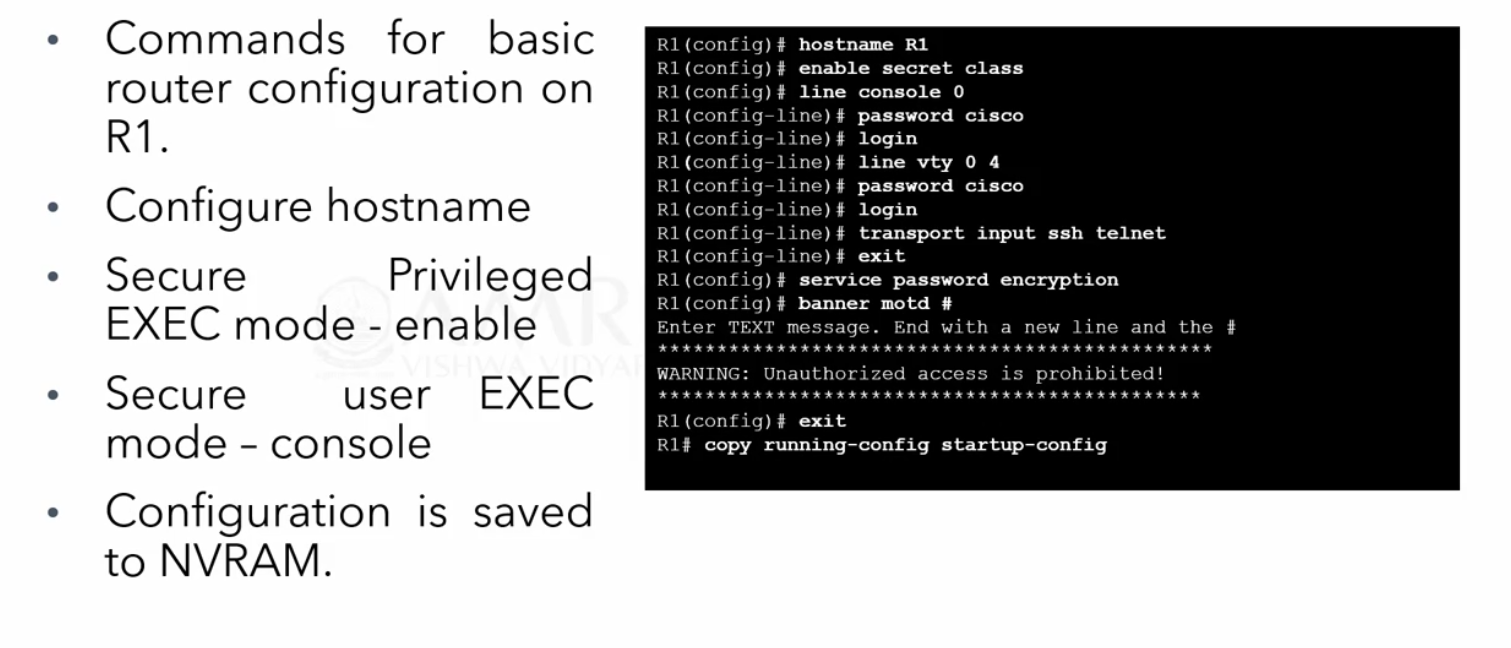 • Commands for basic
router configuration on
R1.
• Configure hostname
• Secure Privileged
EXEC mode - enable
• Secure user EXEC
mode – console
• Configuration is saved
to NVRAM.
R1(config)# hostname R1
R1(config)# enable secret class
R1(config)# line console 0
R1(config-line)# password cisco
R1(config-line)# login
R1(config-line)# line vty 0 4
R1(config-line)# password cisco
R1(config-line)# login
R1(config-line)# transport input ssh telnet
R1(config-line)# exit
R1(config)# service password encryption
R1(config)# banner motd #
Enter TEXT message. End with a new line and the #
***********************************************
WARNING: Unauthorized access is prohibited!
**********************************************
R1(config)# exit
R1# copy running-config startup-config
AMR
VISHWA VIDYAP